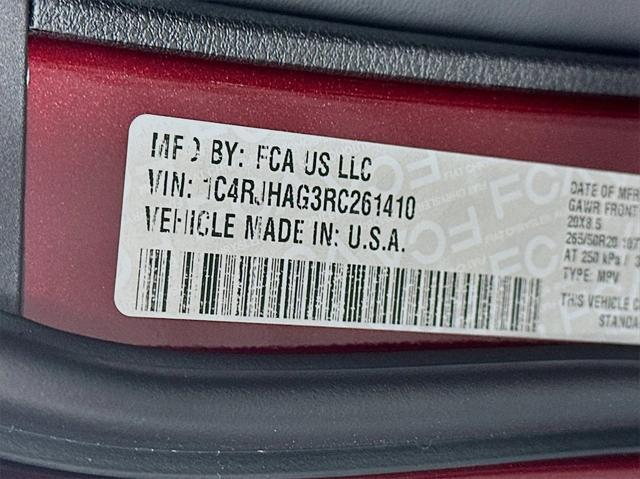 MFD BY: FCA US LLC
VIN: 1C4RJHAG3RC261410
VEHICLE MADE IN: U.S.A.
DATE OF MFR
GAWR FRONT
20X8.5
265/50R20 107
AT 250 KPa /
TYPE: MPV
THIS VEHICLE
STANDA